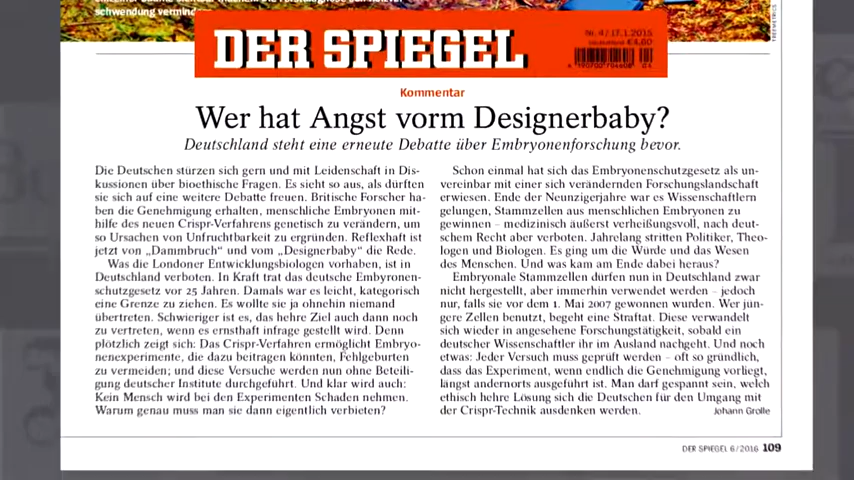 schwendung vermind
DER SPIEGEL
Nr. 4 / 17.1.2015
€4,60
Kommentar
Wer hat Angst vorm Designerbaby?
Deutschland steht eine erneute Debatte über Embryonenforschung bevor.
Die Deutschen stürzen sich gern und mit Leidenschaft in Dis-
kussionen über bioethische Fragen. Es sieht so aus, als dürften
sie sich auf eine weitere Debatte freuen. Britische Forscher ha-
ben die Genehmigung erhalten, menschliche Embryonen mit-
hilfe des neuen Crispr-Verfahrens genetisch zu verändern, um
so Ursachen von Unfruchtbarkeit zu ergründen. Reflexhaft ist
jetzt von „Dammbruch“ und vom „Designerbaby“ die Rede.
Was die Londoner Entwicklungsbiologen vorhaben, ist in
Deutschland verboten. In Kraft trat das deutsche Embryonen-
schutzgesetz vor 25 Jahren. Damals war es leicht, kategorisch
eine Grenze zu ziehen. Es wollte sie ja ohnehin niemand
übertreten. Schwieriger ist es, das hehre Ziel auch dann noch
zu vertreten, wenn es ernsthaft infrage gestellt wird. Denn
plötzlich zeigt sich: Das Crispr-Verfahren ermöglicht Embryo-
nenexperimente, die dazu beitragen könnten, Fehlgeburten
zu vermeiden; und diese Versuche werden nun ohne Beteili-
gung deutscher Institute durchgeführt. Und klar wird auch:
Kein Mensch wird bei den Experimenten Schaden nehmen.
Warum genau muss man sie dann eigentlich verbieten?
Schon einmal hat sich das Embryonenschutzgesetz als un-
vereinbar mit einer sich verändernden Forschungslandschaft
erwiesen. Ende der Neunzigerjahre war es Wissenschaftlern
gelungen, Stammzellen aus menschlichen Embryonen zu
gewinnen – medizinisch äußerst verheißungsvoll, nach deut-
schem Recht aber verboten. Jahrelang stritten Politiker, Theo-
logen und Biologen. Es ging um die Würde und das Wesen
des Menschen. Und was kam am Ende dabei heraus?
Embryonale Stammzellen dürfen nun in Deutschland zwar
nicht hergestellt, aber immerhin verwendet werden – jedoch
nur, falls sie vor dem 1. Mai 2007 gewonnen wurden. Wer jün-
gere Zellen benutzt, begeht eine Straftat. Diese verwandelt
sich wieder in angesehene Forschungstätigkeit, sobald ein
deutscher Wissenschaftler ihr im Ausland nachgeht. Und noch
etwas: Jeder Versuch muss geprüft werden – oft so gründlich,
dass das Experiment, wenn endlich die Genehmigung vorliegt,
längst andernorts ausgeführt ist. Man darf gespannt sein, welch
ethisch hehre Lösung sich die Deutschen für den Umgang mit
der Crispr-Technik ausdenken werden. Johann Grolle
DER SPIEGEL 6/2016 109